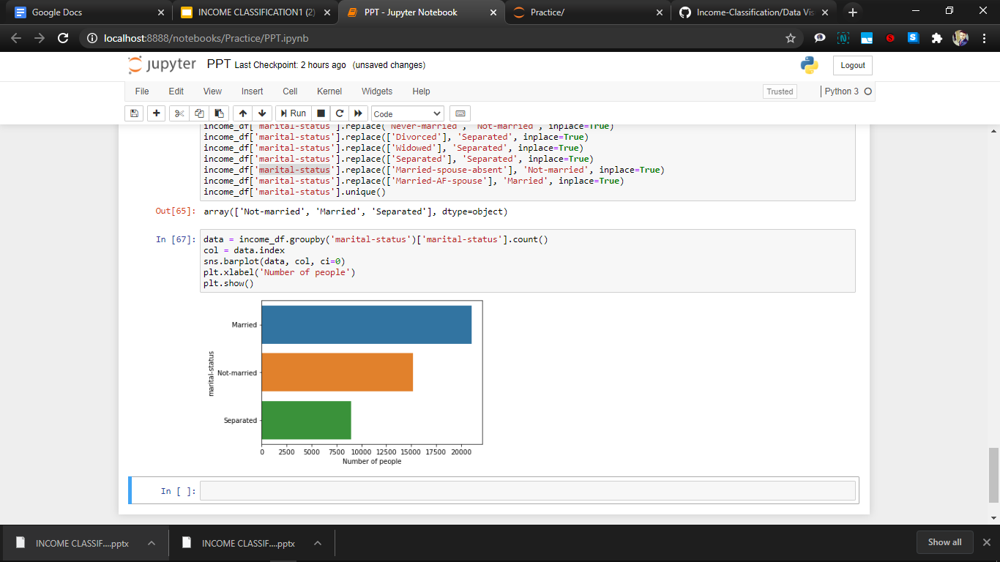 Google Docs
INCOME CLASSIFICATION1 (2)
PPT - Jupyter Notebook
Practice/
Income-Classification/Data Vis
localhost:8888/notebooks/Practice/PPT.ipynb
jupyter PPT Last Checkpoint: 2 hours ago (unsaved changes)
Logout
File Edit View Insert Cell Kernel Widgets Help
Trusted
Python 3
Run
Code
income_df['marital-status'].replace('Never-married', 'Not-married', inplace=True)
income_df['marital-status'].replace(['Divorced'], 'Separated', inplace=True)
income_df['marital-status'].replace(['Widowed'], 'Separated', inplace=True)
income_df['marital-status'].replace(['Separated'], 'Separated', inplace=True)
income_df['marital-status'].replace(['Married-spouse-absent'], 'Not-married', inplace=True)
income_df['marital-status'].replace(['Married-AF-spouse'], 'Married', inplace=True)
income_df['marital-status'].unique()
Out[65]: array(['Not-married', 'Married', 'Separated'], dtype=object)
In [67]: data = income_df.groupby('marital-status')['marital-status'].count()
col = data.index
sns.barplot(data, col, ci=0)
plt.xlabel('Number of people')
plt.show()
Married
Not-married
Separated
marital-status
0 2500 5000 7500 10000 12500 15000 17500 20000
Number of people
In [ ]:
INCOME CLASSIF....pptx
INCOME CLASSIF....pptx
Show all